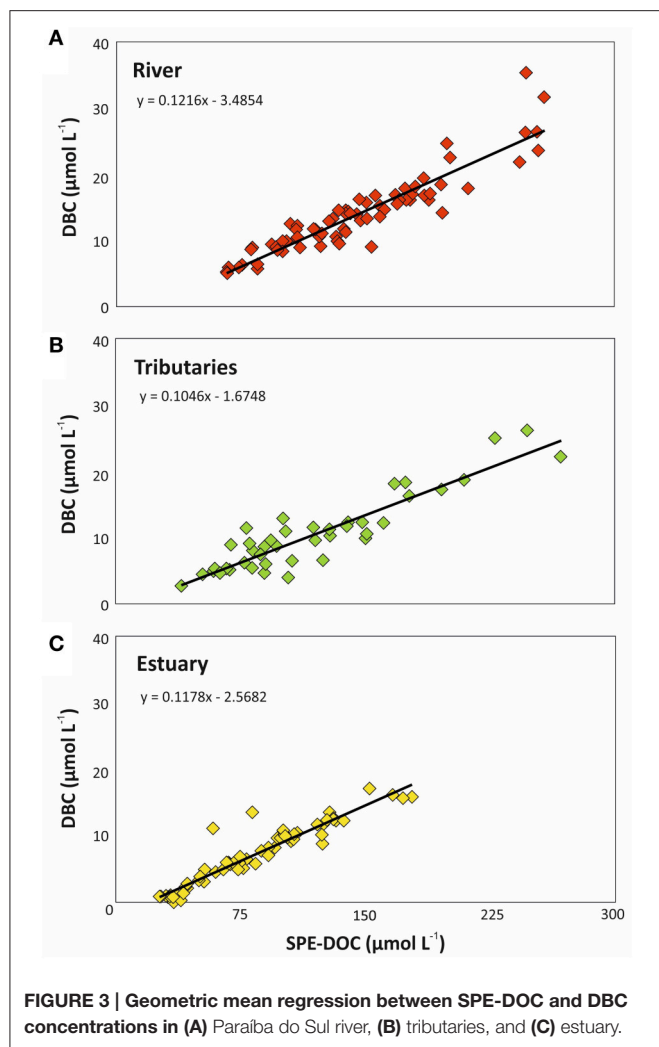 A
40
River
y = 0.1216x - 3.4854
30
20
10
0
DBC (µmol L⁻¹)
B
40
Tributaries
y = 0.1046x - 1.6748
30
20
10
0
DBC (µmol L⁻¹)
C
40
Estuary
y = 0.1178x - 2.5682
30
20
10
DBC (µmol L⁻¹)
0 75 150 225 300
SPE-DOC (µmol L⁻¹)
FIGURE 3 | Geometric mean regression between SPE-DOC and DBC
concentrations in (A) Paraíba do Sul river, (B) tributaries, and (C) estuary.